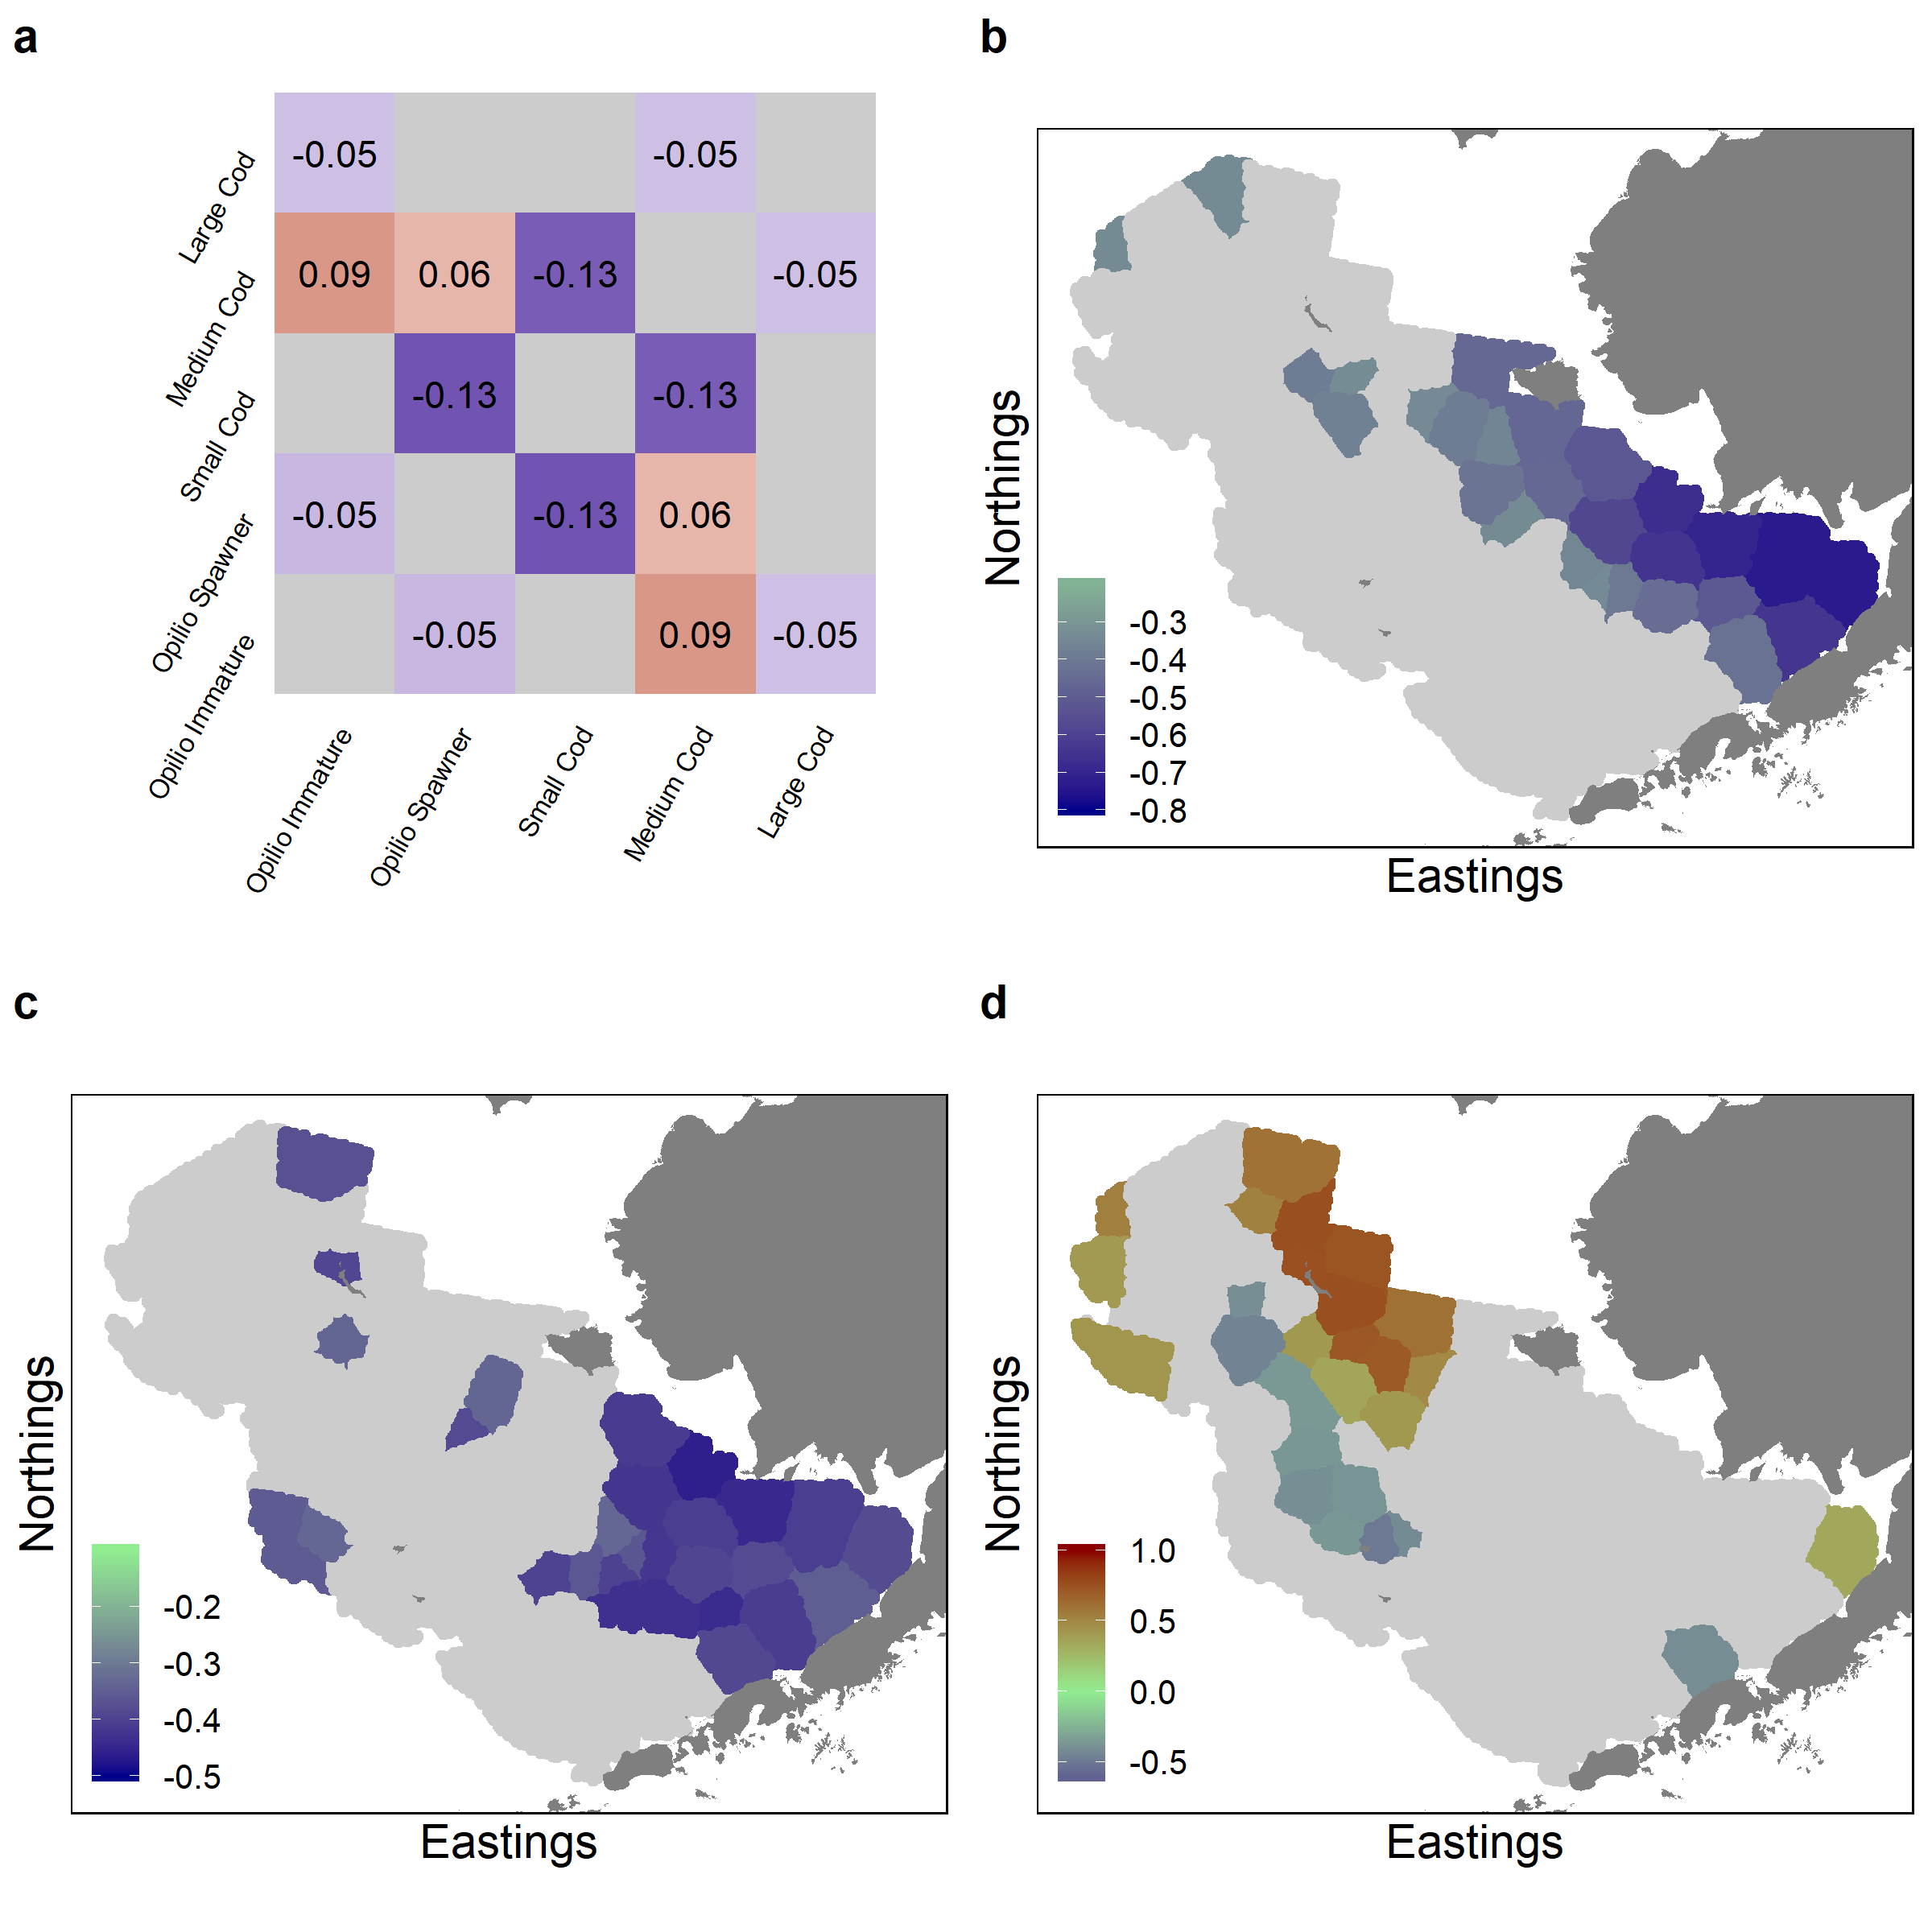 a
Large Cod -0.05 -0.05
Medium Cod 0.09 0.06 -0.13 -0.05
Small Cod -0.13 -0.13
Opilio Spawner -0.05 -0.13 0.06
Opilio Immature -0.05 0.09 -0.05
Opilio Immature Opilio Spawner Small Cod Medium Cod Large Cod
b
Northings
-0.3
-0.4
-0.5
-0.6
-0.7
-0.8
Eastings
c
Northings
-0.2
-0.3
-0.4
-0.5
Eastings
d
Northings
1.0
0.5
0.0
-0.5
Eastings